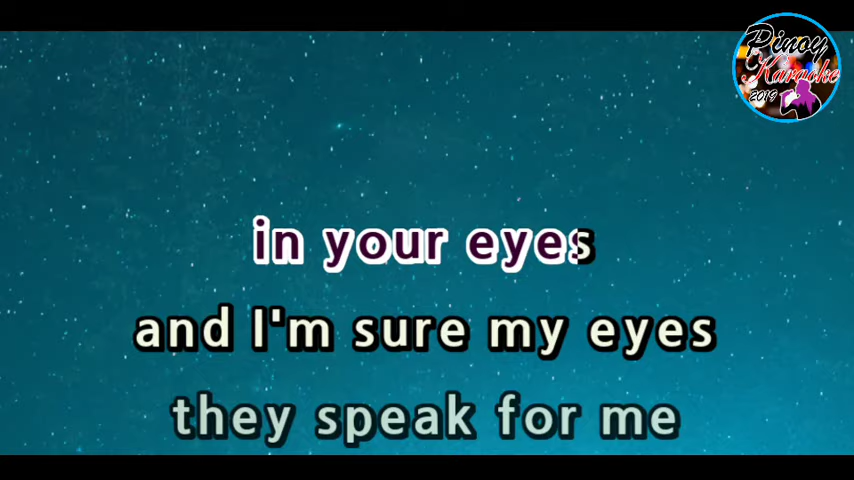 Pinoy
Karaoke
2019
in your eyes
and I'm sure my eyes
they speak for me